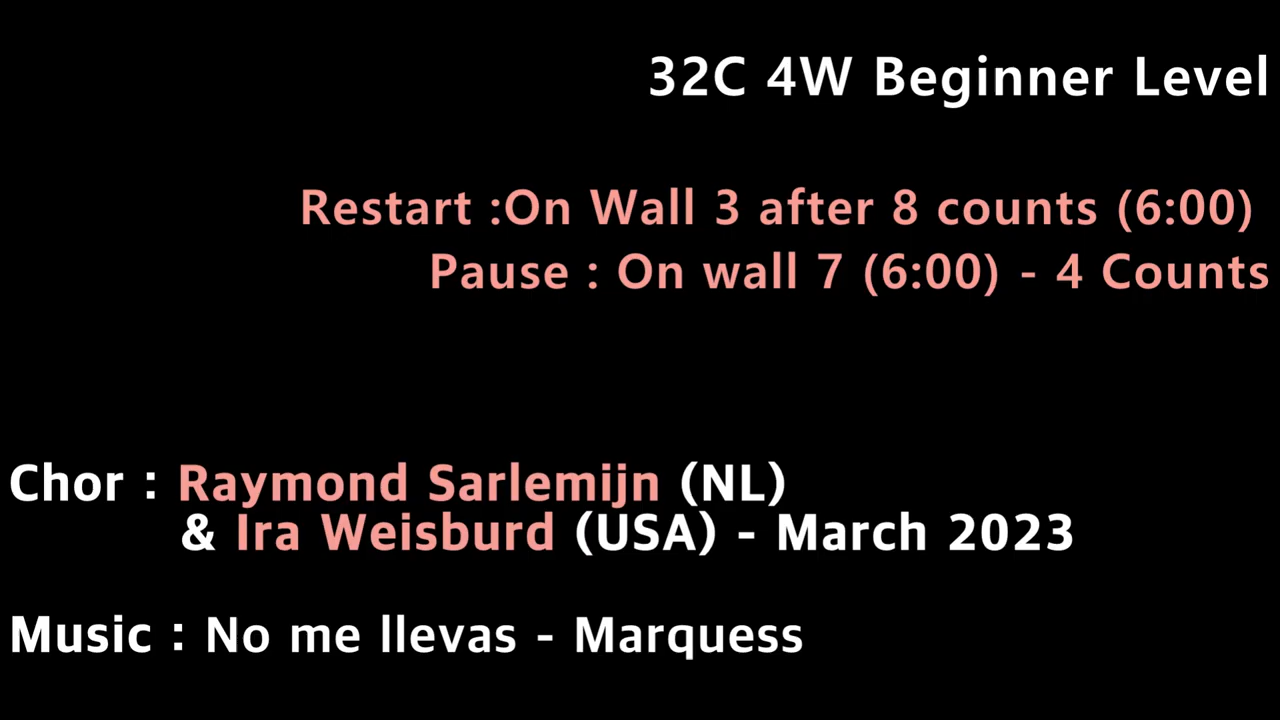 32C 4W Beginner Level
Restart :On Wall 3 after 8 counts (6:00)
Pause : On wall 7 (6:00) - 4 Counts
Chor : Raymond Sarlemijn (NL)
& Ira Weisburd (USA) - March 2023
Music : No me llevas - Marquess